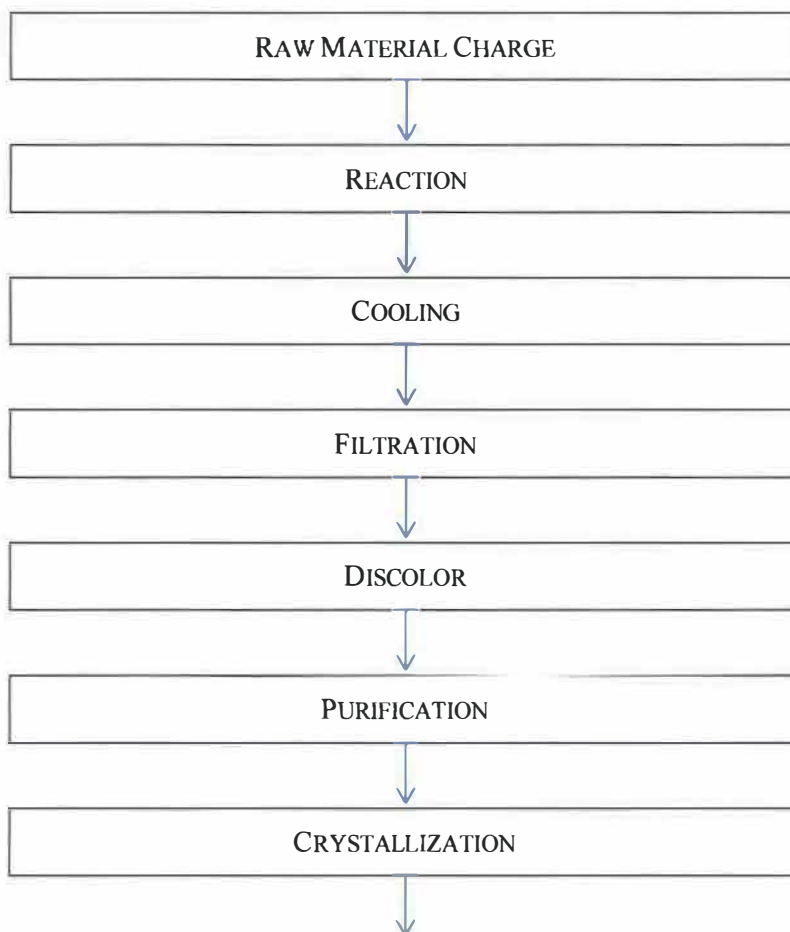 RAW MATERIAL CHARGE
REACTION
COOLING
FILTRATION
DISCOLOR
PURIFICATION
CRYSTALLIZATION